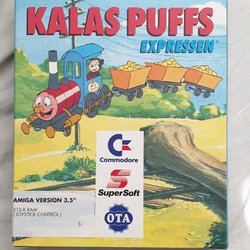 KALAS PUFFS
EXPRESSEN
Commodore
SuperSoft
OTA
AMIGA VERSION 3,5"
512-K RAM
( JOYSTICK CONTROL )
S